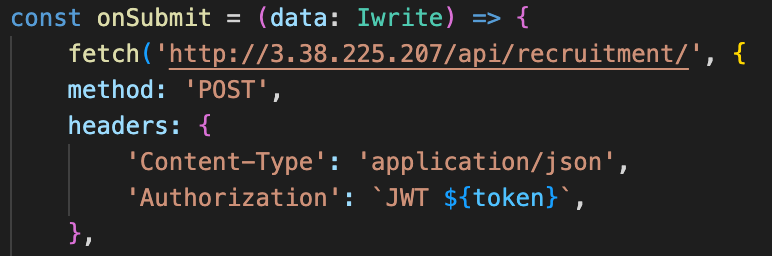 const onSubmit = (data: Iwrite) => {
fetch('http://3.38.225.207/api/recruitment/', {
method: 'POST',
headers: {
'Content-Type': 'application/json',
'Authorization': `JWT ${token}`,
},